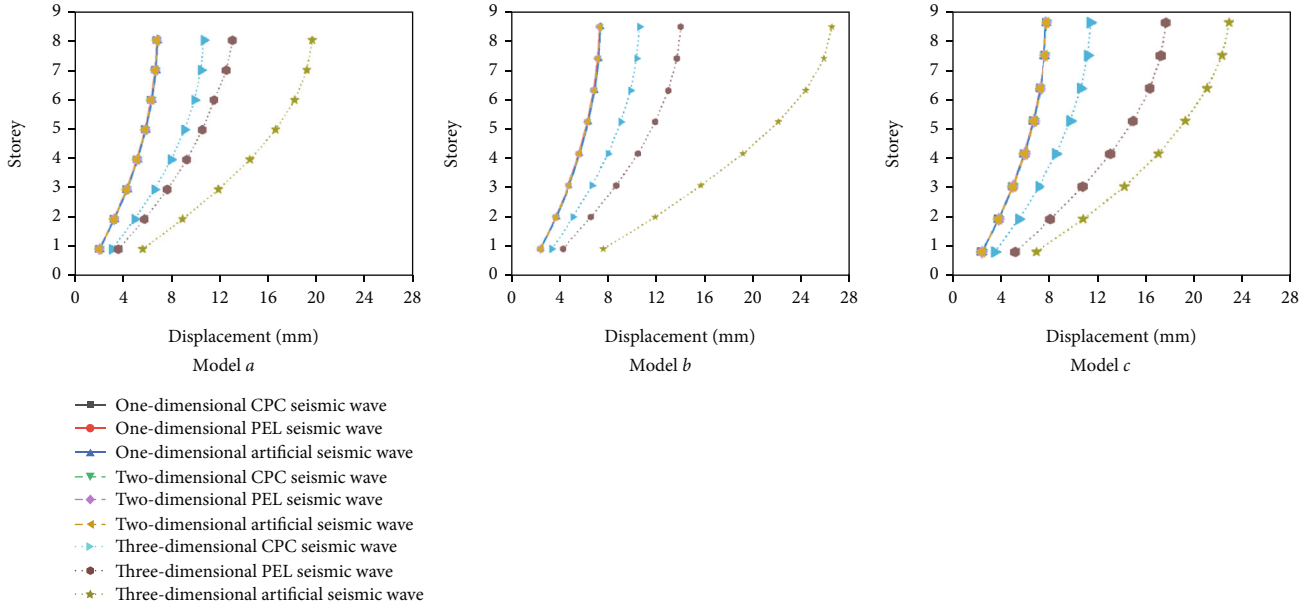 9
8
7
6
5
4
3
2
1
0
Storey
0 4 8 12 16 20 24 28
Displacement (mm)
Model a
9
8
7
6
5
4
3
2
1
0
Storey
0 4 8 12 16 20 24 28
Displacement (mm)
Model b
9
8
7
6
5
4
3
2
1
0
Storey
0 4 8 12 16 20 24 28
Displacement (mm)
Model c
One-dimensional CPC seismic wave
One-dimensional PEL seismic wave
One-dimensional artificial seismic wave
Two-dimensional CPC seismic wave
Two-dimensional PEL seismic wave
Two-dimensional artificial seismic wave
Three-dimensional CPC seismic wave
Three-dimensional PEL seismic wave
Three-dimensional artificial seismic wave